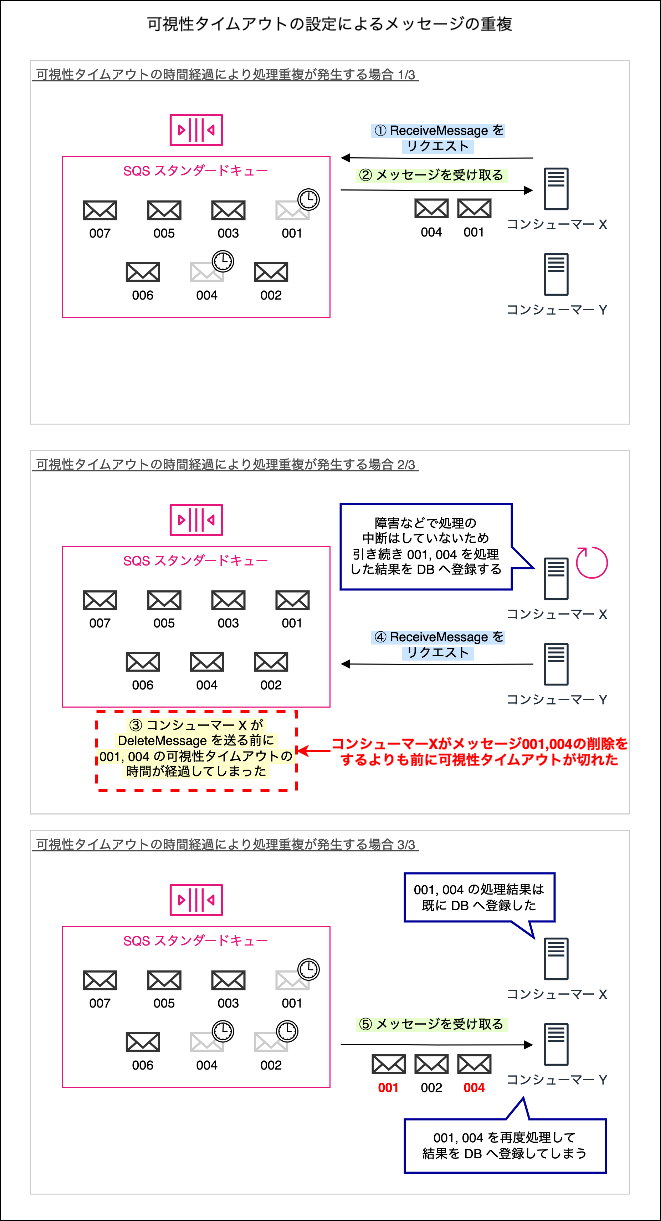 可視性タイムアウトの設定によるメッセージの重複
可視性タイムアウトの時間経過により処理重複が発生する場合 1/3
① ReceiveMessage を
リクエスト
SQS スタンダードキュー
② メッセージを受け取る
007
005
003
001
004
001
コンシューマー X
006
004
002
コンシューマー Y
可視性タイムアウトの時間経過により処理重複が発生する場合 2/3
障害などで処理の
中断はしていないため
引き続き 001, 004 を処理
した結果を DB へ登録する
SQS スタンダードキュー
007
005
003
001
コンシューマー X
④ ReceiveMessage を
リクエスト
006
004
002
コンシューマー Y
③ コンシューマー X が
DeleteMessage を送る前に
001, 004 の可視性タイムアウトの
時間が経過してしまった
コンシューマーXがメッセージ001,004の削除を
するよりも前に可視性タイムアウトが切れた
可視性タイムアウトの時間経過により処理重複が発生する場合 3/3
001, 004 の処理結果は
既に DB へ登録した
SQS スタンダードキュー
007
005
003
001
コンシューマー X
⑤ メッセージを受け取る
006
004
002
001
002
004
コンシューマー Y
001, 004 を再度処理して
結果を DB へ登録してしまう